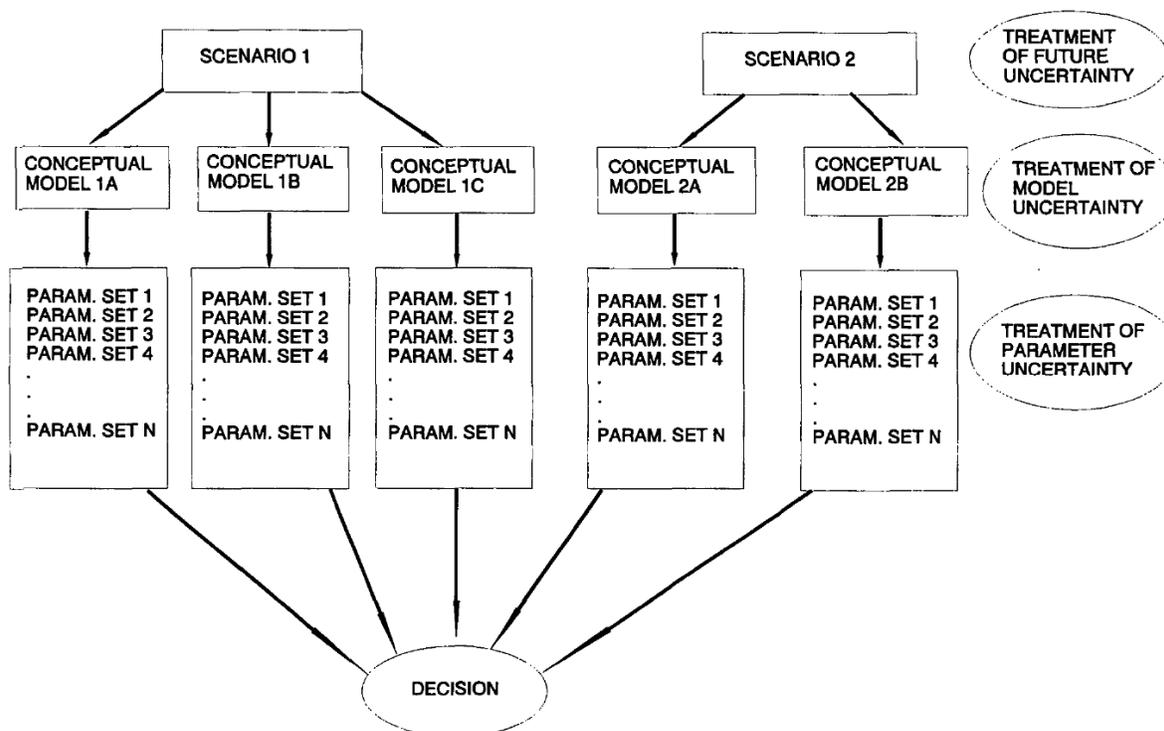 SCENARIO 1
SCENARIO 2
TREATMENT
OF FUTURE
UNCERTAINTY
CONCEPTUAL
MODEL 1A
CONCEPTUAL
MODEL 1B
CONCEPTUAL
MODEL 1C
CONCEPTUAL
MODEL 2A
CONCEPTUAL
MODEL 2B
TREATMENT OF
MODEL
UNCERTAINTY
PARAM. SET 1
PARAM. SET 2
PARAM. SET 3
PARAM. SET 4
.
.
.
PARAM. SET N
PARAM. SET 1
PARAM. SET 2
PARAM. SET 3
PARAM. SET 4
.
.
.
PARAM. SET N
PARAM. SET 1
PARAM. SET 2
PARAM. SET 3
PARAM. SET 4
.
.
.
PARAM. SET N
PARAM. SET 1
PARAM. SET 2
PARAM. SET 3
PARAM. SET 4
.
.
.
PARAM. SET N
PARAM. SET 1
PARAM. SET 2
PARAM. SET 3
PARAM. SET 4
.
.
.
PARAM. SET N
TREATMENT OF
PARAMETER
UNCERTAINTY
DECISION